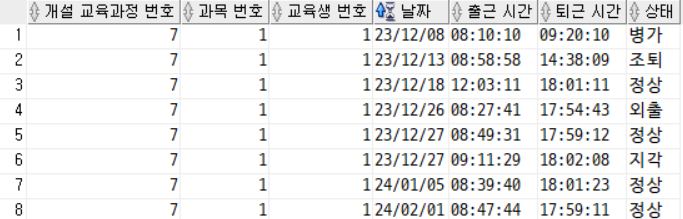 개설 교육과정 번호 과목 번호 교육생 번호 날짜 출근 시간 퇴근 시간 상태
1 7 1 1 23/12/08 08:10:10 09:20:10 병가
2 7 1 1 23/12/13 08:58:58 14:38:09 조퇴
3 7 1 1 23/12/18 12:03:11 18:01:11 정상
4 7 1 1 23/12/26 08:27:41 17:54:43 외출
5 7 1 1 23/12/27 08:49:31 17:59:12 정상
6 7 1 1 23/12/27 09:11:29 18:02:08 지각
7 7 1 1 24/01/05 08:39:40 18:01:23 정상
8 7 1 1 24/02/01 08:47:44 17:59:11 정상